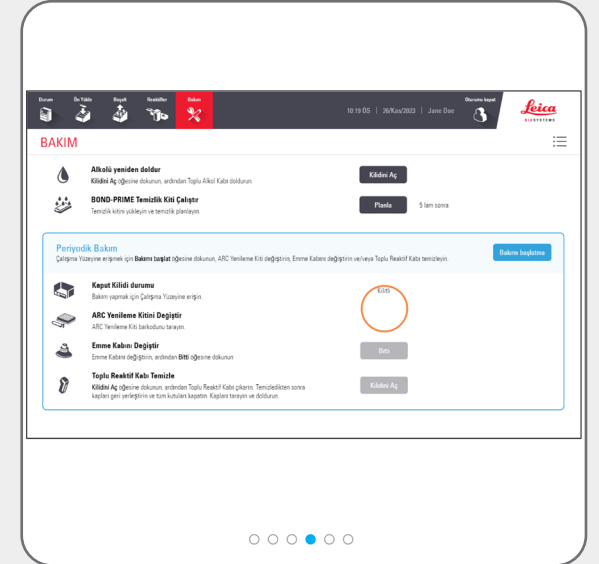 Durum Ön Yükle Boşalt Reaktifler Bakım 10:19 ÖS | 26/Kas/2023 | Jane Doe Oturumu kapat Leica BIOSYSTEMS
BAKIM
Alkolü yeniden doldur
Kilidini Aç öğesine dokunun, ardından Toplu Alkol Kabı doldurun. Kilidini Aç
BOND-PRIME Temizlik Kiti Çalıştır
Temizlik kitini yükleyin ve temizlik planlayın. Planla 5 lam sonra
Periyodik Bakım
Çalışma Yüzeyine erişmek için Bakımı başlat öğesine dokunun, ARC Yenileme Kiti değiştirin, Emme Kabını değiştirin ve/veya Toplu Reaktif Kabı temizleyin. Bakımı başlatma
Kaput Kilidi durumu
Bakım yapmak için Çalışma Yüzeyine erişin. Kilitli
ARC Yenileme Kitini Değiştir
ARC Yenileme Kiti barkodunu tarayın.
Emme Kabını Değiştir
Emme Kabını değiştirin, ardından Bitti öğesine dokunun Bitti
Toplu Reaktif Kabı Temizle
Kilidini Aç öğesine dokunun, ardından Toplu Reaktif Kabı çıkarın. Temizledikten sonra
kapları geri yerleştirin ve tüm kutuları kapatın. Kapları tarayın ve doldurun. Kilidini Aç